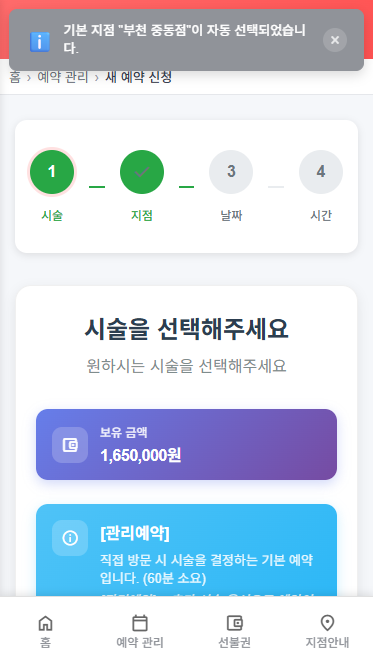 기본 지점 "부천 중동점"이 자동 선택되었습니
다.
홈 › 예약 관리 › 새 예약 신청
1
3
4
시술
지점
날짜
시간
시술을 선택해주세요
원하시는 시술을 선택해주세요
보유 금액
1,650,000원
[관리예약]
직접 방문 시 시술을 결정하는 기본 예약
입니다. (60분 소요)
홈
예약 관리
선불권
지점안내